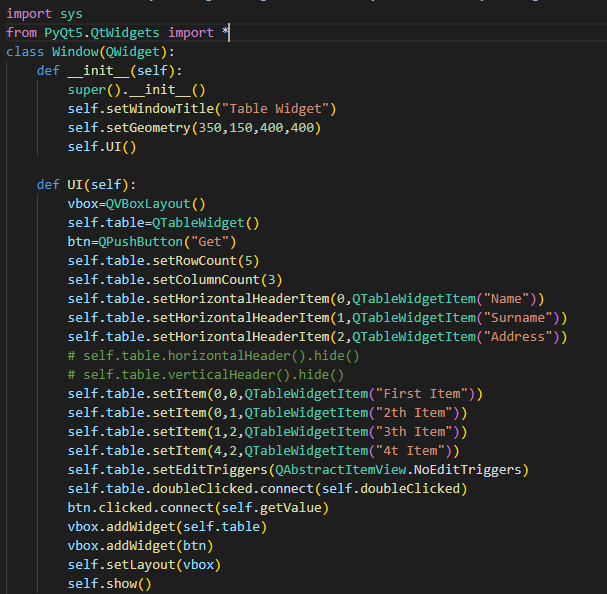 import sys
from PyQt5.QtWidgets import *
class Window(QWidget):
    def __init__(self):
        super().__init__()
        self.setWindowTitle("Table Widget")
        self.setGeometry(350,150,400,400)
        self.UI()

    def UI(self):
        vbox=QVBoxLayout()
        self.table=QTableWidget()
        btn=QPushButton("Get")
        self.table.setRowCount(5)
        self.table.setColumnCount(3)
        self.table.setHorizontalHeaderItem(0,QTableWidgetItem("Name"))
        self.table.setHorizontalHeaderItem(1,QTableWidgetItem("Surname"))
        self.table.setHorizontalHeaderItem(2,QTableWidgetItem("Address"))
        # self.table.horizontalHeader().hide()
        # self.table.verticalHeader().hide()
        self.table.setItem(0,0,QTableWidgetItem("First Item"))
        self.table.setItem(0,1,QTableWidgetItem("2th Item"))
        self.table.setItem(1,2,QTableWidgetItem("3th Item"))
        self.table.setItem(4,2,QTableWidgetItem("4t Item"))
        self.table.setEditTriggers(QAbstractItemView.NoEditTriggers)
        self.table.doubleClicked.connect(self.doubleClicked)
        btn.clicked.connect(self.getValue)
        vbox.addWidget(self.table)
        vbox.addWidget(btn)
        self.setLayout(vbox)
        self.show()